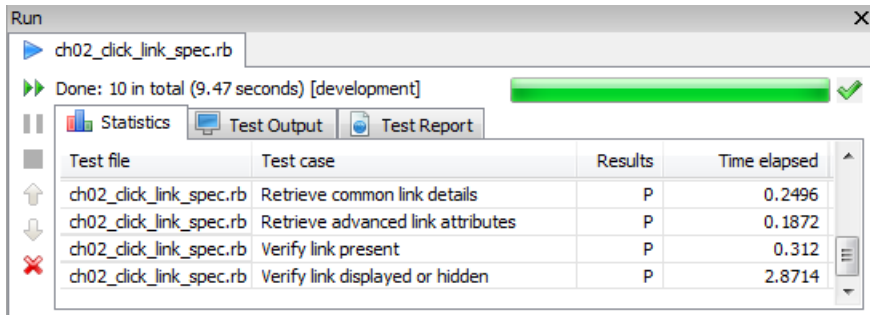 Run
ch02_click_link_spec.rb
Done: 10 in total (9.47 seconds) [development]
Statistics Test Output Test Report
Test file Test case Results Time elapsed
ch02_click_link_spec.rb Retrieve common link details P 0.2496
ch02_click_link_spec.rb Retrieve advanced link attributes P 0.1872
ch02_click_link_spec.rb Verify link present P 0.312
ch02_click_link_spec.rb Verify link displayed or hidden P 2.8714